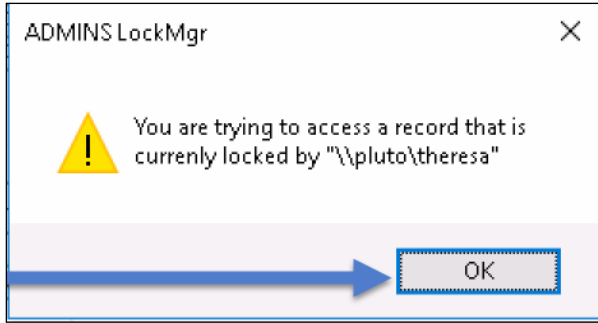 ADMINS LockMgr
You are trying to access a record that is
currenly locked by "\\pluto\theresa"
OK